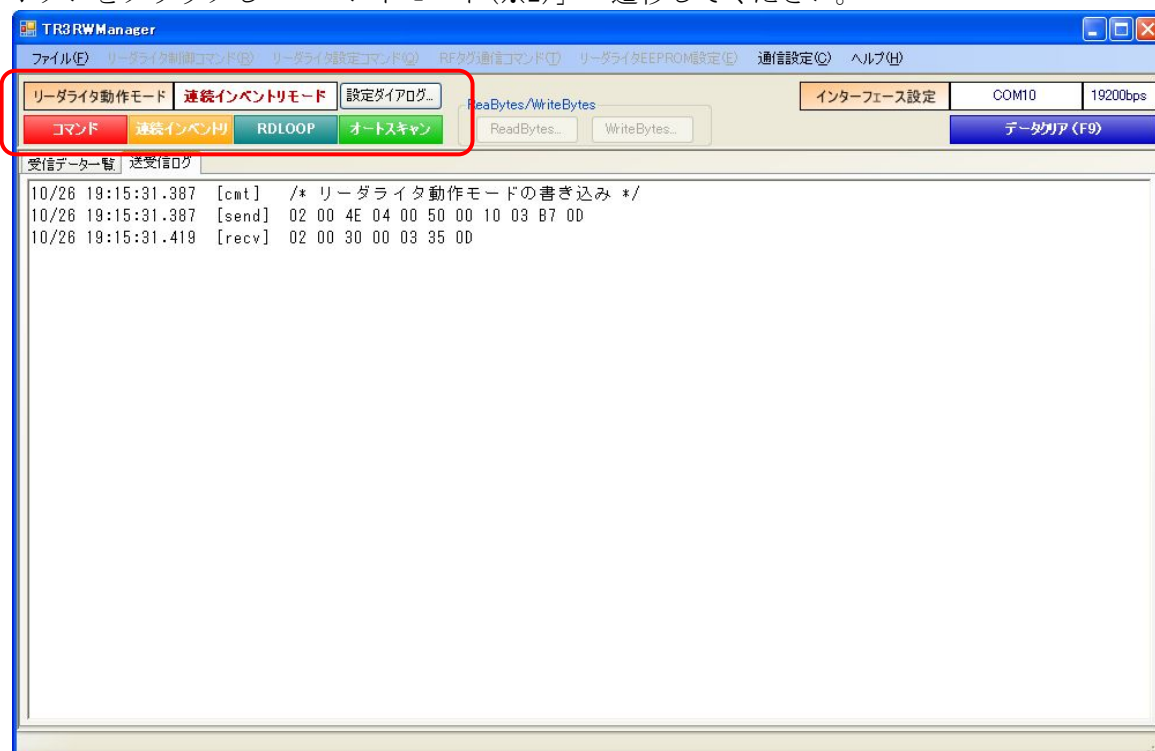 TR3RWManager
ファイル(F) リーダライタ制御コマンド(R) リーダライタ設定コマンド(Q) RFタグ通信コマンド(T) リーダライタEEPROM設定(E) 通信設定(C) ヘルプ(H)
リーダライタ動作モード 連続インベントリモード 設定ダイアログ... ReaBytes/WriteBytes インターフェース設定 COM10 19200bps
コマンド 連続インベントリ RDLOOP オートスキャン ReadBytes... WriteBytes... データクリア(F9)
受信データ一覧 送受信ログ
10/26 19:15:31.387 [cmt] /* リーダライタ動作モードの書き込み */
10/26 19:15:31.387 [send] 02 00 4E 04 00 50 00 10 03 B7 0D
10/26 19:15:31.419 [recv] 02 00 30 00 03 35 0D